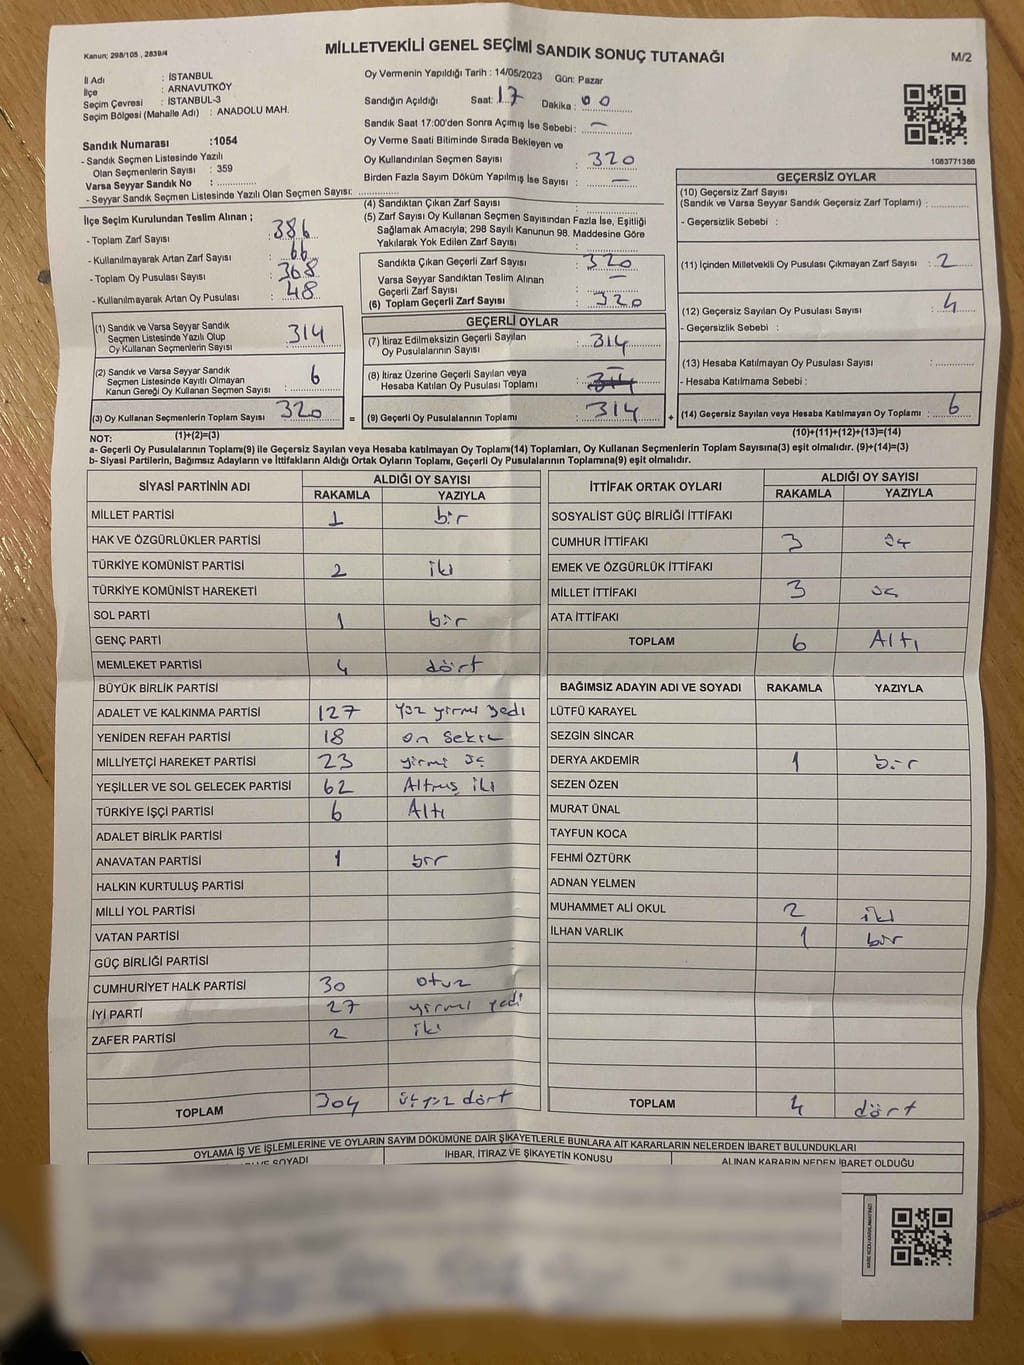 Kanun: 298/105 , 2839/4
MİLLETVEKİLİ GENEL SEÇİMİ SANDIK SONUÇ TUTANAĞI
M/2
İl Adı : İSTANBUL
İlçe : ARNAVUTKÖY
Seçim Çevresi : İSTANBUL-3
Seçim Bölgesi (Mahalle Adı) : ANADOLU MAH.
Sandık Numarası :1054
- Sandık Seçmen Listesinde Yazılı
Olan Seçmenlerin Sayısı : 359
Varsa Seyyar Sandık No :
- Seyyar Sandık Seçmen Listesinde Yazılı Olan Seçmen Sayısı:
Oy Vermenin Yapıldığı Tarih : 14/05/2023 Gün: Pazar
Sandığın Açıldığı Saat: 17 Dakika : 00
Sandık Saat 17:00'den Sonra Açımış İse Sebebi: —
Oy Verme Saati Bitiminde Sırada Bekleyen ve
Oy Kullandırılan Seçmen Sayısı : 320
Birden Fazla Sayım Döküm Yapılmış İse Sayısı : —
1083771386
İlçe Seçim Kurulundan Teslim Alınan ;
- Toplam Zarf Sayısı : 386
- Kullanılmayarak Artan Zarf Sayısı : 66
- Toplam Oy Pusulası Sayısı : 368
- Kullanılmayarak Artan Oy Pusulası : 48
(4) Sandıktan Çıkan Zarf Sayısı :
(5) Zarf Sayısı Oy Kullanan Seçmen Sayısından Fazla İse, Eşitliği
Sağlamak Amacıyla; 298 Sayılı Kanunun 98. Maddesine Göre
Yakılarak Yok Edilen Zarf Sayısı :
Sandıkta Çıkan Geçerli Zarf Sayısı : 320
Varsa Seyyar Sandıktan Teslim Alınan
Geçerli Zarf Sayısı : —
(6) Toplam Geçerli Zarf Sayısı : 320
GEÇERSİZ OYLAR
(10) Geçersiz Zarf Sayısı
(Sandık ve Varsa Seyyar Sandık Geçersiz Zarf Toplamı) :
- Geçersizlik Sebebi :
(11) İçinden Milletvekili Oy Pusulası Çıkmayan Zarf Sayısı : 2
(12) Geçersiz Sayılan Oy Pusulası Sayısı : 4
- Geçersizlik Sebebi :
(13) Hesaba Katılmayan Oy Pusulası Sayısı :
- Hesaba Katılmama Sebebi :
(14) Geçersiz Sayılan veya Hesaba Katılmayan Oy Toplamı : 6
(10)+(11)+(12)+(13)=(14)
(1) Sandık ve Varsa Seyyar Sandık
Seçmen Listesinde Yazılı Olup
Oy Kullanan Seçmenlerin Sayısı : 314
(2) Sandık ve Varsa Seyyar Sandık
Seçmen Listesinde Kayıtlı Olmayan
Kanun Gereği Oy Kullanan Seçmen Sayısı : 6
(3) Oy Kullanan Seçmenlerin Toplam Sayısı : 320 =
(1)+(2)=(3)
GEÇERLİ OYLAR
(7) İtiraz Edilmeksizin Geçerli Sayılan
Oy Pusulalarının Sayısı : 314
(8) İtiraz Üzerine Geçerli Sayılan veya
Hesaba Katılan Oy Pusulası Toplamı : —
(9) Geçerli Oy Pusulalarının Toplamı : 314 +
NOT:
a- Geçerli Oy Pusulalarının Toplamı(9) ile Geçersiz Sayılan veya Hesaba katılmayan Oy Toplamı(14) Toplamları, Oy Kullanan Seçmenlerin Toplam Sayısına(3) eşit olmalıdır. (9)+(14)=(3)
b- Siyasi Partilerin, Bağımsız Adayların ve İttifakların Aldığı Ortak Oyların Toplamı, Geçerli Oy Pusulalarının Toplamına(9) eşit olmalıdır.
SİYASİ PARTİNİN ADI
ALDIĞI OY SAYISI
RAKAMLA YAZIYLA
MİLLET PARTİSİ 1 bir
HAK VE ÖZGÜRLÜKLER PARTİSİ
TÜRKİYE KOMÜNİST PARTİSİ 2 iki
TÜRKİYE KOMÜNİST HAREKETİ
SOL PARTİ 1 bir
GENÇ PARTİ
MEMLEKET PARTİSİ 4 dört
BÜYÜK BİRLİK PARTİSİ
ADALET VE KALKINMA PARTİSİ 127 Yüz yirmi yedi
YENİDEN REFAH PARTİSİ 18 on sekiz
MİLLİYETÇİ HAREKET PARTİSİ 23 yirmi üç
YEŞİLLER VE SOL GELECEK PARTİSİ 62 Altmış iki
TÜRKİYE İŞÇİ PARTİSİ 6 Altı
ADALET BİRLİK PARTİSİ
ANAVATAN PARTİSİ 1 bir
HALKIN KURTULUŞ PARTİSİ
MİLLİ YOL PARTİSİ
VATAN PARTİSİ
GÜÇ BİRLİĞİ PARTİSİ
CUMHURİYET HALK PARTİSİ 30 otuz
İYİ PARTİ 27 yirmi yedi
ZAFER PARTİSİ 2 iki
TOPLAM 304 üçyüz dört
İTTİFAK ORTAK OYLARI
ALDIĞI OY SAYISI
RAKAMLA YAZIYLA
SOSYALİST GÜÇ BİRLİĞİ İTTİFAKI
CUMHUR İTTİFAKI 3 üç
EMEK VE ÖZGÜRLÜK İTTİFAKI
MİLLET İTTİFAKI 3 üç
ATA İTTİFAKI
TOPLAM 6 Altı
BAĞIMSIZ ADAYIN ADI VE SOYADI RAKAMLA YAZIYLA
LÜTFÜ KARAYEL
SEZGİN SİNCAR
DERYA AKDEMİR 1 bir
SEZEN ÖZEN
MURAT ÜNAL
TAYFUN KOCA
FEHMİ ÖZTÜRK
ADNAN YELMEN
MUHAMMET ALİ OKUL 2 iki
İLHAN VARLIK 1 bir
TOPLAM 4 dört
OYLAMA İŞ VE İŞLEMLERİNE VE OYLARIN SAYIM DÖKÜMÜNE DAİR ŞİKAYETLERLE BUNLARA AİT KARARLARIN NELERDEN İBARET BULUNDUKLARI
SOYADI
İHBAR, İTİRAZ VE ŞİKAYETİN KONUSU
ALINAN KARARIN NEDEN İBARET OLDUĞU